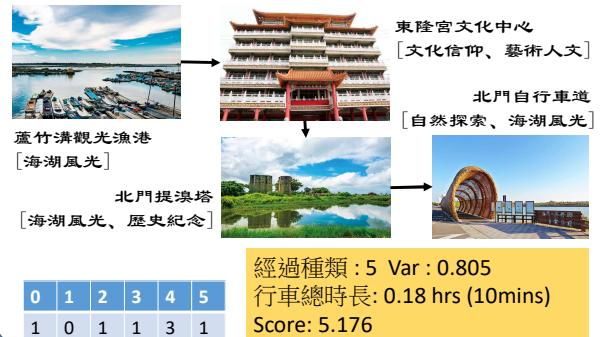 東隆宮文化中心
[文化信仰、藝術人文]
北門自行車道
[自然探索、海湖風光]
蘆竹溝觀光漁港
[海湖風光]
北門提溴塔
[海湖風光、歷史紀念]
0 1 2 3 4 5
1 0 1 1 3 1
經過種類 : 5 Var : 0.805
行車總時長: 0.18 hrs (10mins)
Score: 5.176